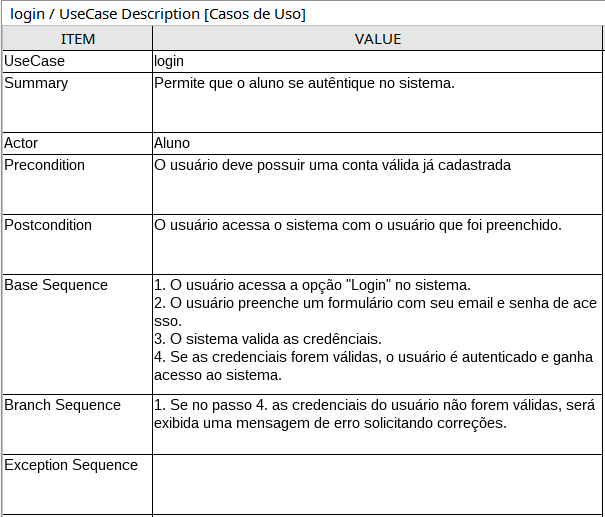 login / UseCase Description [Casos de Uso]
ITEM VALUE
UseCase login
Summary Permite que o aluno se autêntique no sistema.
Actor Aluno
Precondition O usuário deve possuir uma conta válida já cadastrada
Postcondition O usuário acessa o sistema com o usuário que foi preenchido.
Base Sequence 1. O usuário acessa a opção "Login" no sistema.
2. O usuário preenche um formulário com seu email e senha de ace
sso.
3. O sistema valida as credênciais.
4. Se as credenciais forem válidas, o usuário é autenticado e ganha
acesso ao sistema.
Branch Sequence 1. Se no passo 4. as credenciais do usuário não forem válidas, será
exibida uma mensagem de erro solicitando correções.
Exception Sequence